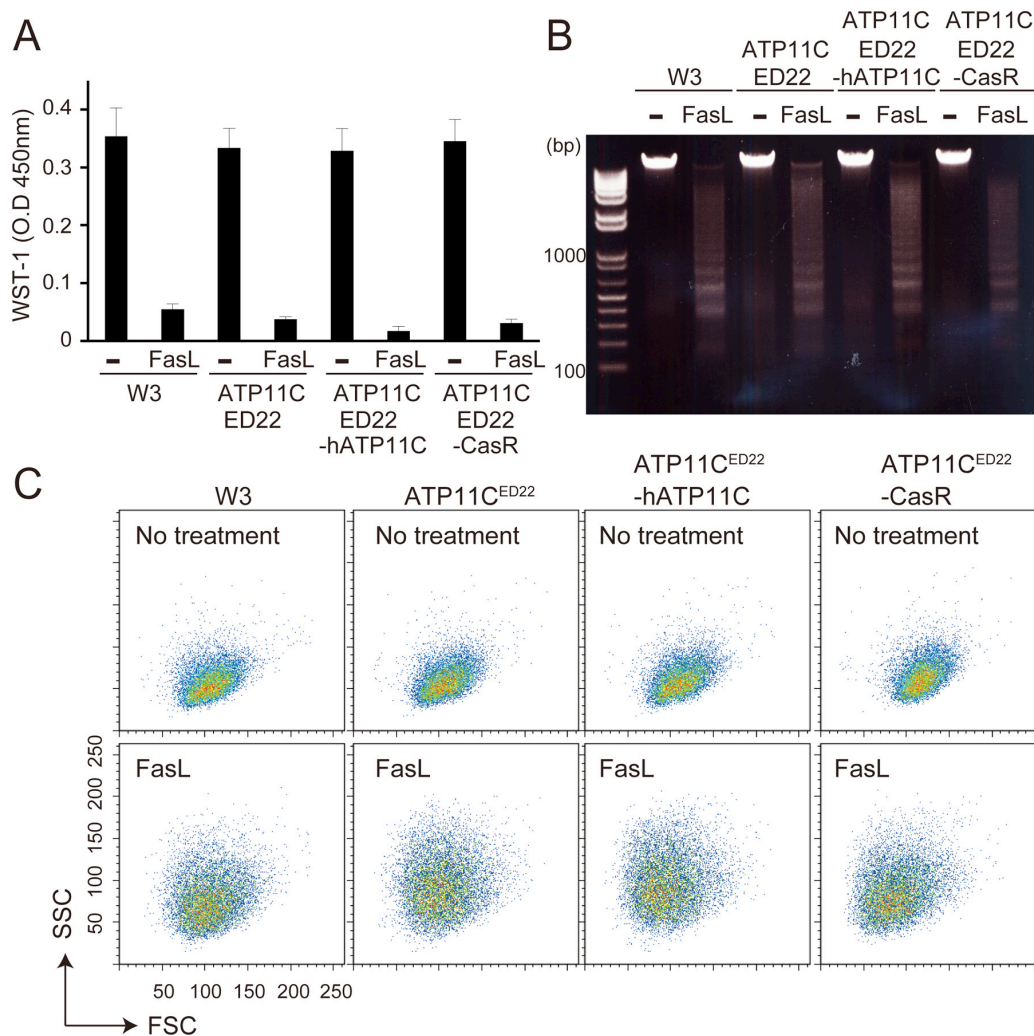 A
WST-1 (O.D 450nm)
0.4
0.3
0.2
0.1
0
- FasL - FasL - FasL - FasL
W3
ATP11C
ED22
ATP11C
ED22
-hATP11C
ATP11C
ED22
-CasR
B
W3
ATP11C
ED22
ATP11C
ED22
-hATP11C
ATP11C
ED22
-CasR
- FasL - FasL - FasL - FasL
(bp)
1000
100
C
W3
ATP11C^ED22
ATP11C^ED22
-hATP11C
ATP11C^ED22
-CasR
No treatment
No treatment
No treatment
No treatment
FasL
FasL
FasL
FasL
250
200
150
100
50
SSC
50 100 150 200 250
FSC